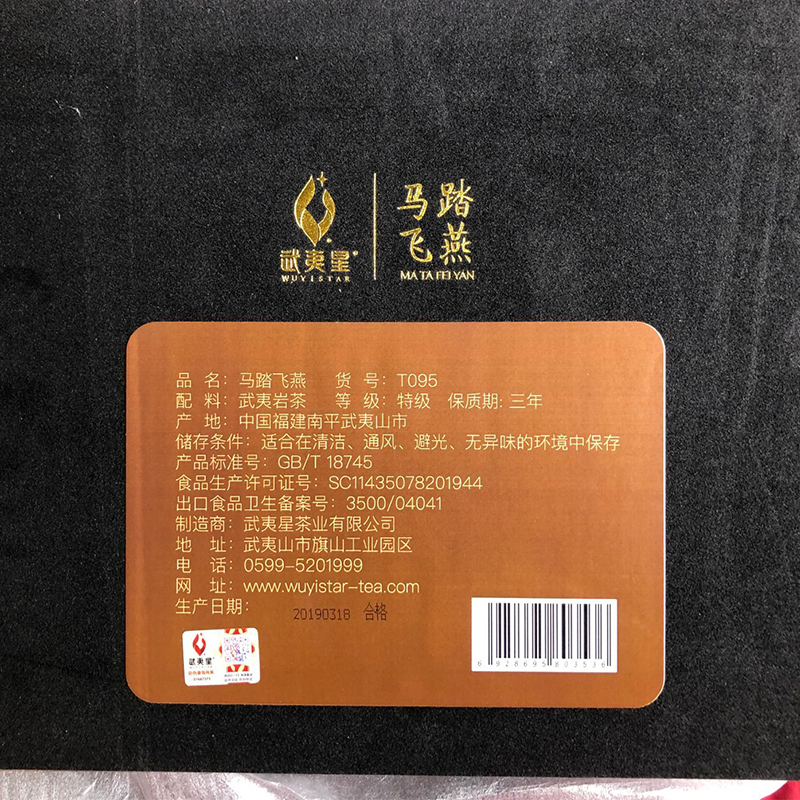 武夷星
WUYISTAR
马踏
飞燕
MA TA FEI YAN
品 名：马踏飞燕 货 号：T095
配 料：武夷岩茶 等 级：特级 保质期：三年
产 地：中国福建南平武夷山市
储存条件：适合在清洁、通风、避光、无异味的环境中保存
产品标准号：GB/T 18745
食品生产许可证号：SC11435078201944
出口食品卫生备案号：3500/04041
制造商：武夷星茶业有限公司
地 址：武夷山市旗山工业园区
电 话：0599-5201999
网 址：www.wuyistar-tea.com
生产日期： 20190318 合格
武夷星
WUYISTAR
6928695803536